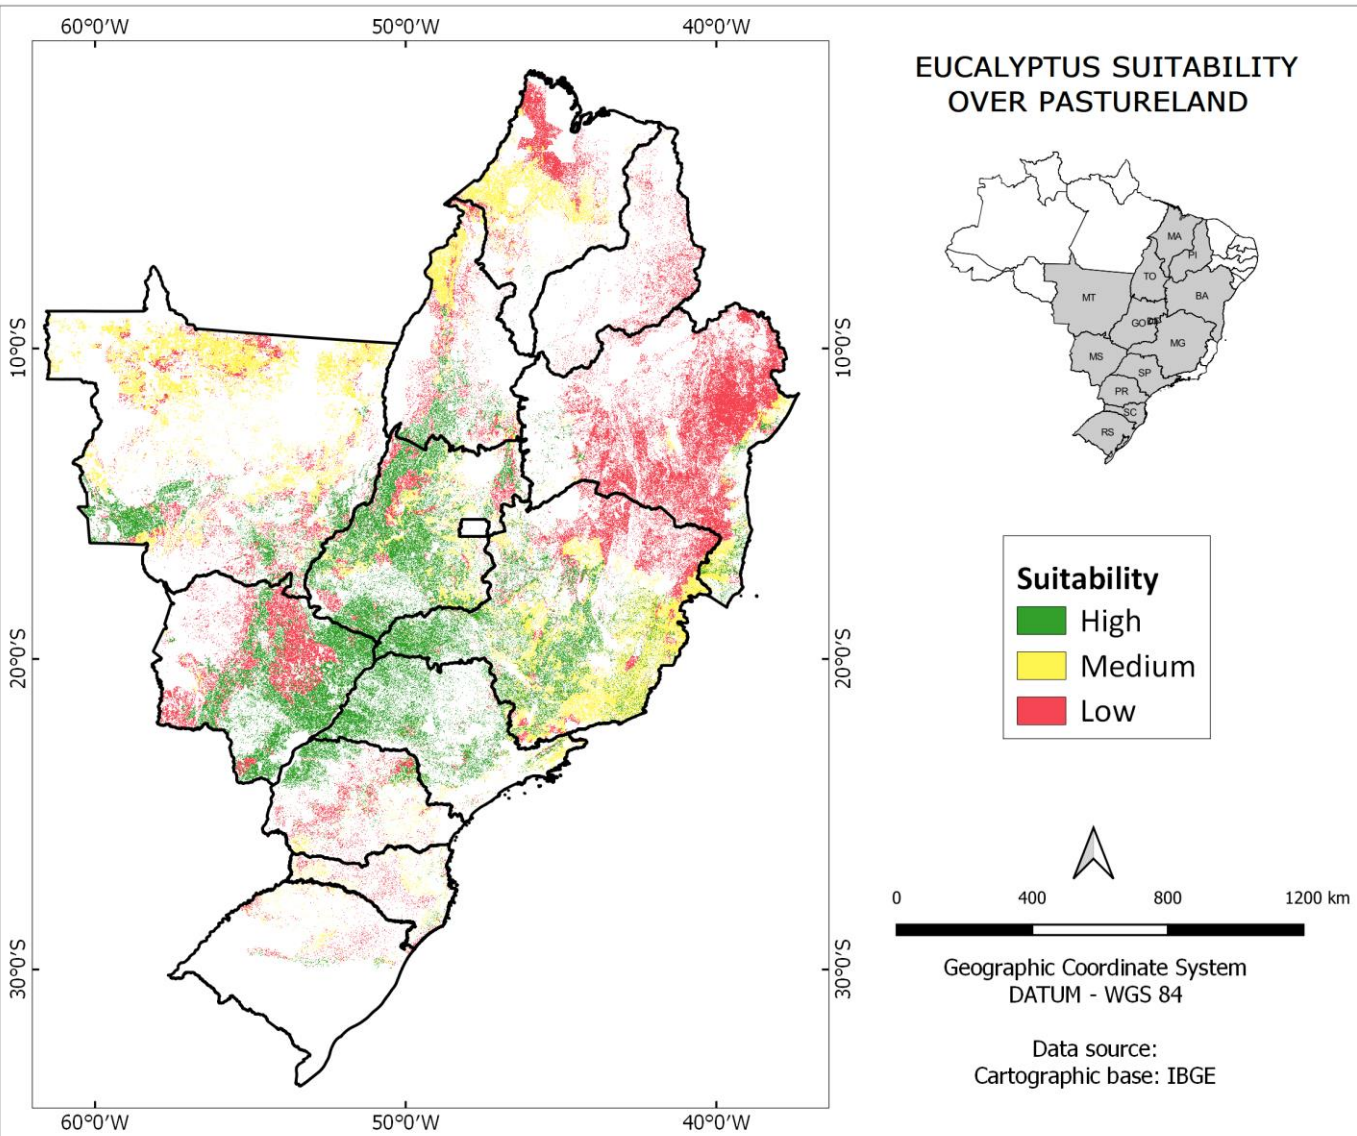 60°0'W 50°0'W 40°0'W
10°0'S 10°0'S
20°0'S 20°0'S
30°0'S 30°0'S
60°0'W 50°0'W 40°0'W
EUCALYPTUS SUITABILITY
OVER PASTURELAND
MA
PI
TO
MT
BA
GO
MG
MS
SP
PR
SC
RS
Suitability
High
Medium
Low
0 400 800 1200 km
Geographic Coordinate System
DATUM - WGS 84
Data source:
Cartographic base: IBGE